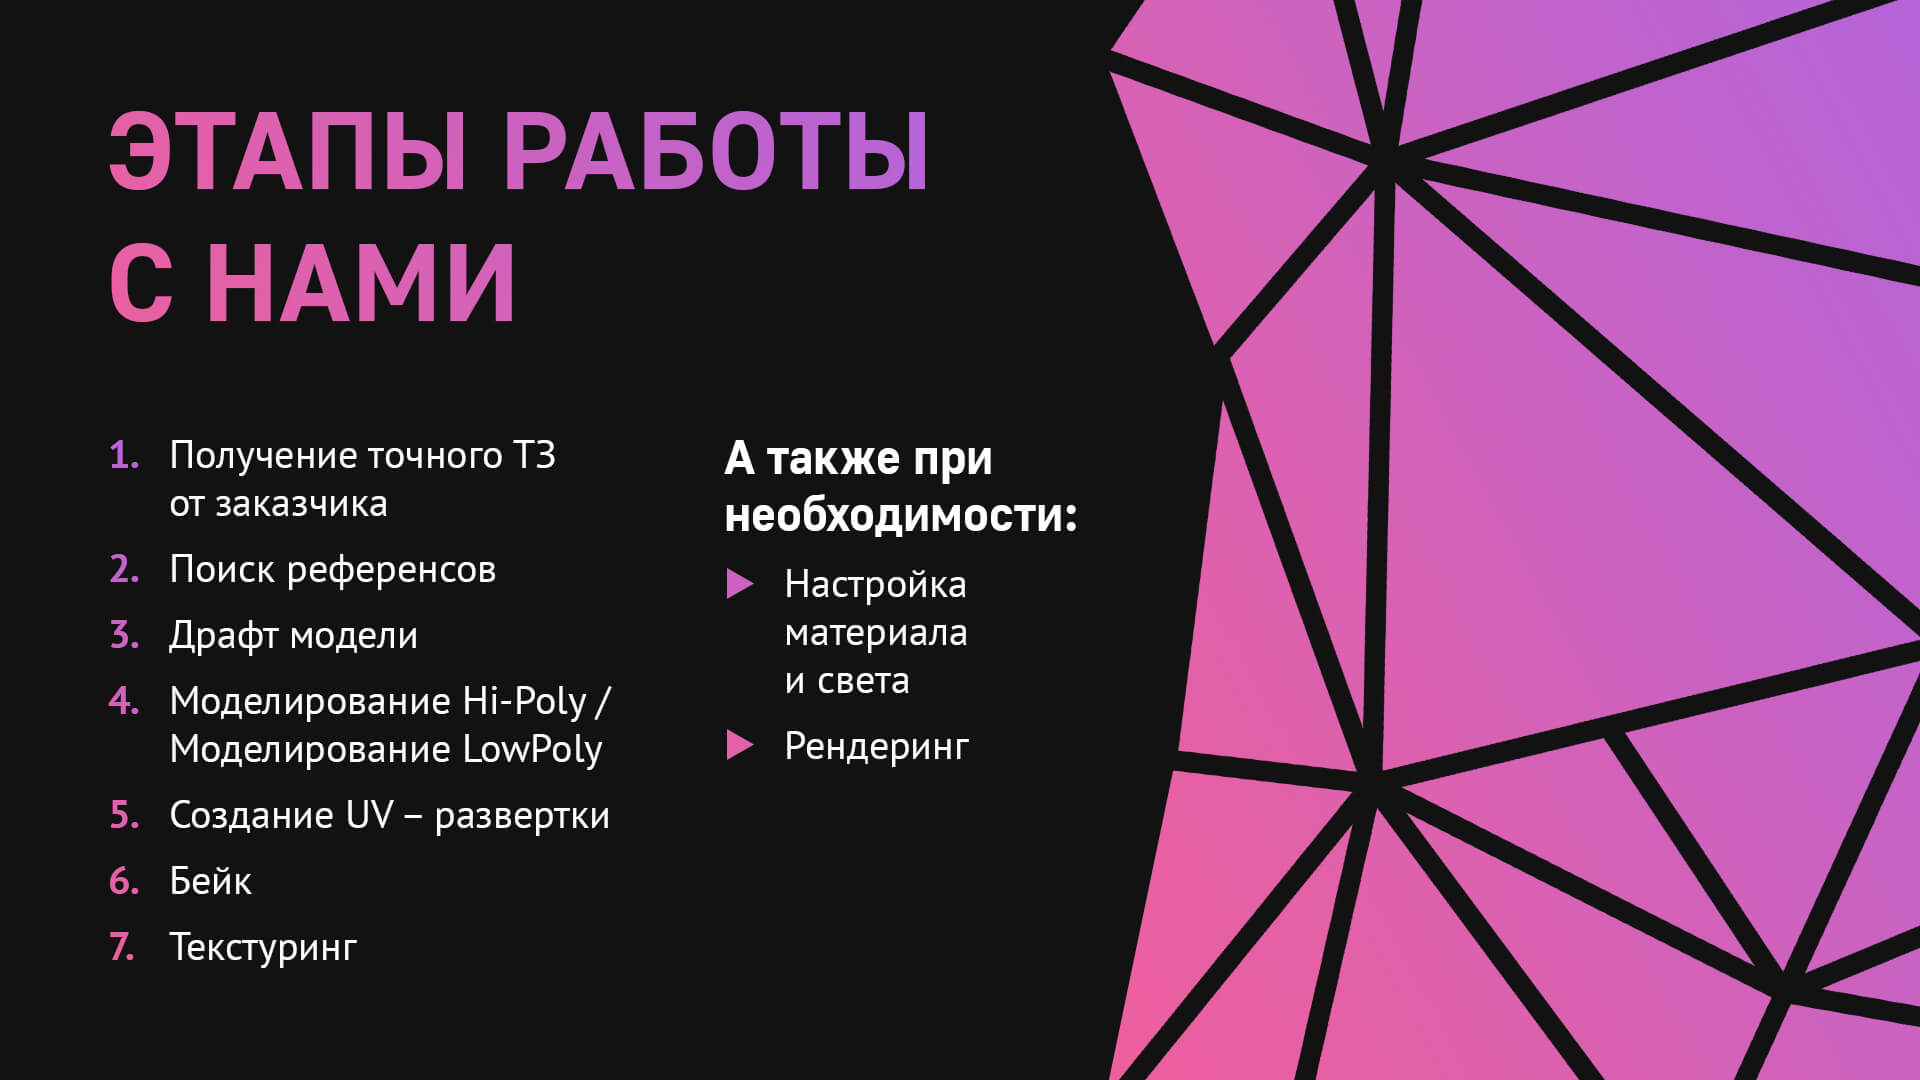 ЭТАПЫ РАБОТЫ
С НАМИ
1. Получение точного ТЗ
от заказчика
2. Поиск референсов
3. Драфт модели
4. Моделирование Hi-Poly /
Моделирование LowPoly
5. Создание UV – развертки
6. Бейк
7. Текстуринг
А также при
необходимости:
Настройка
материала
и света
Рендеринг